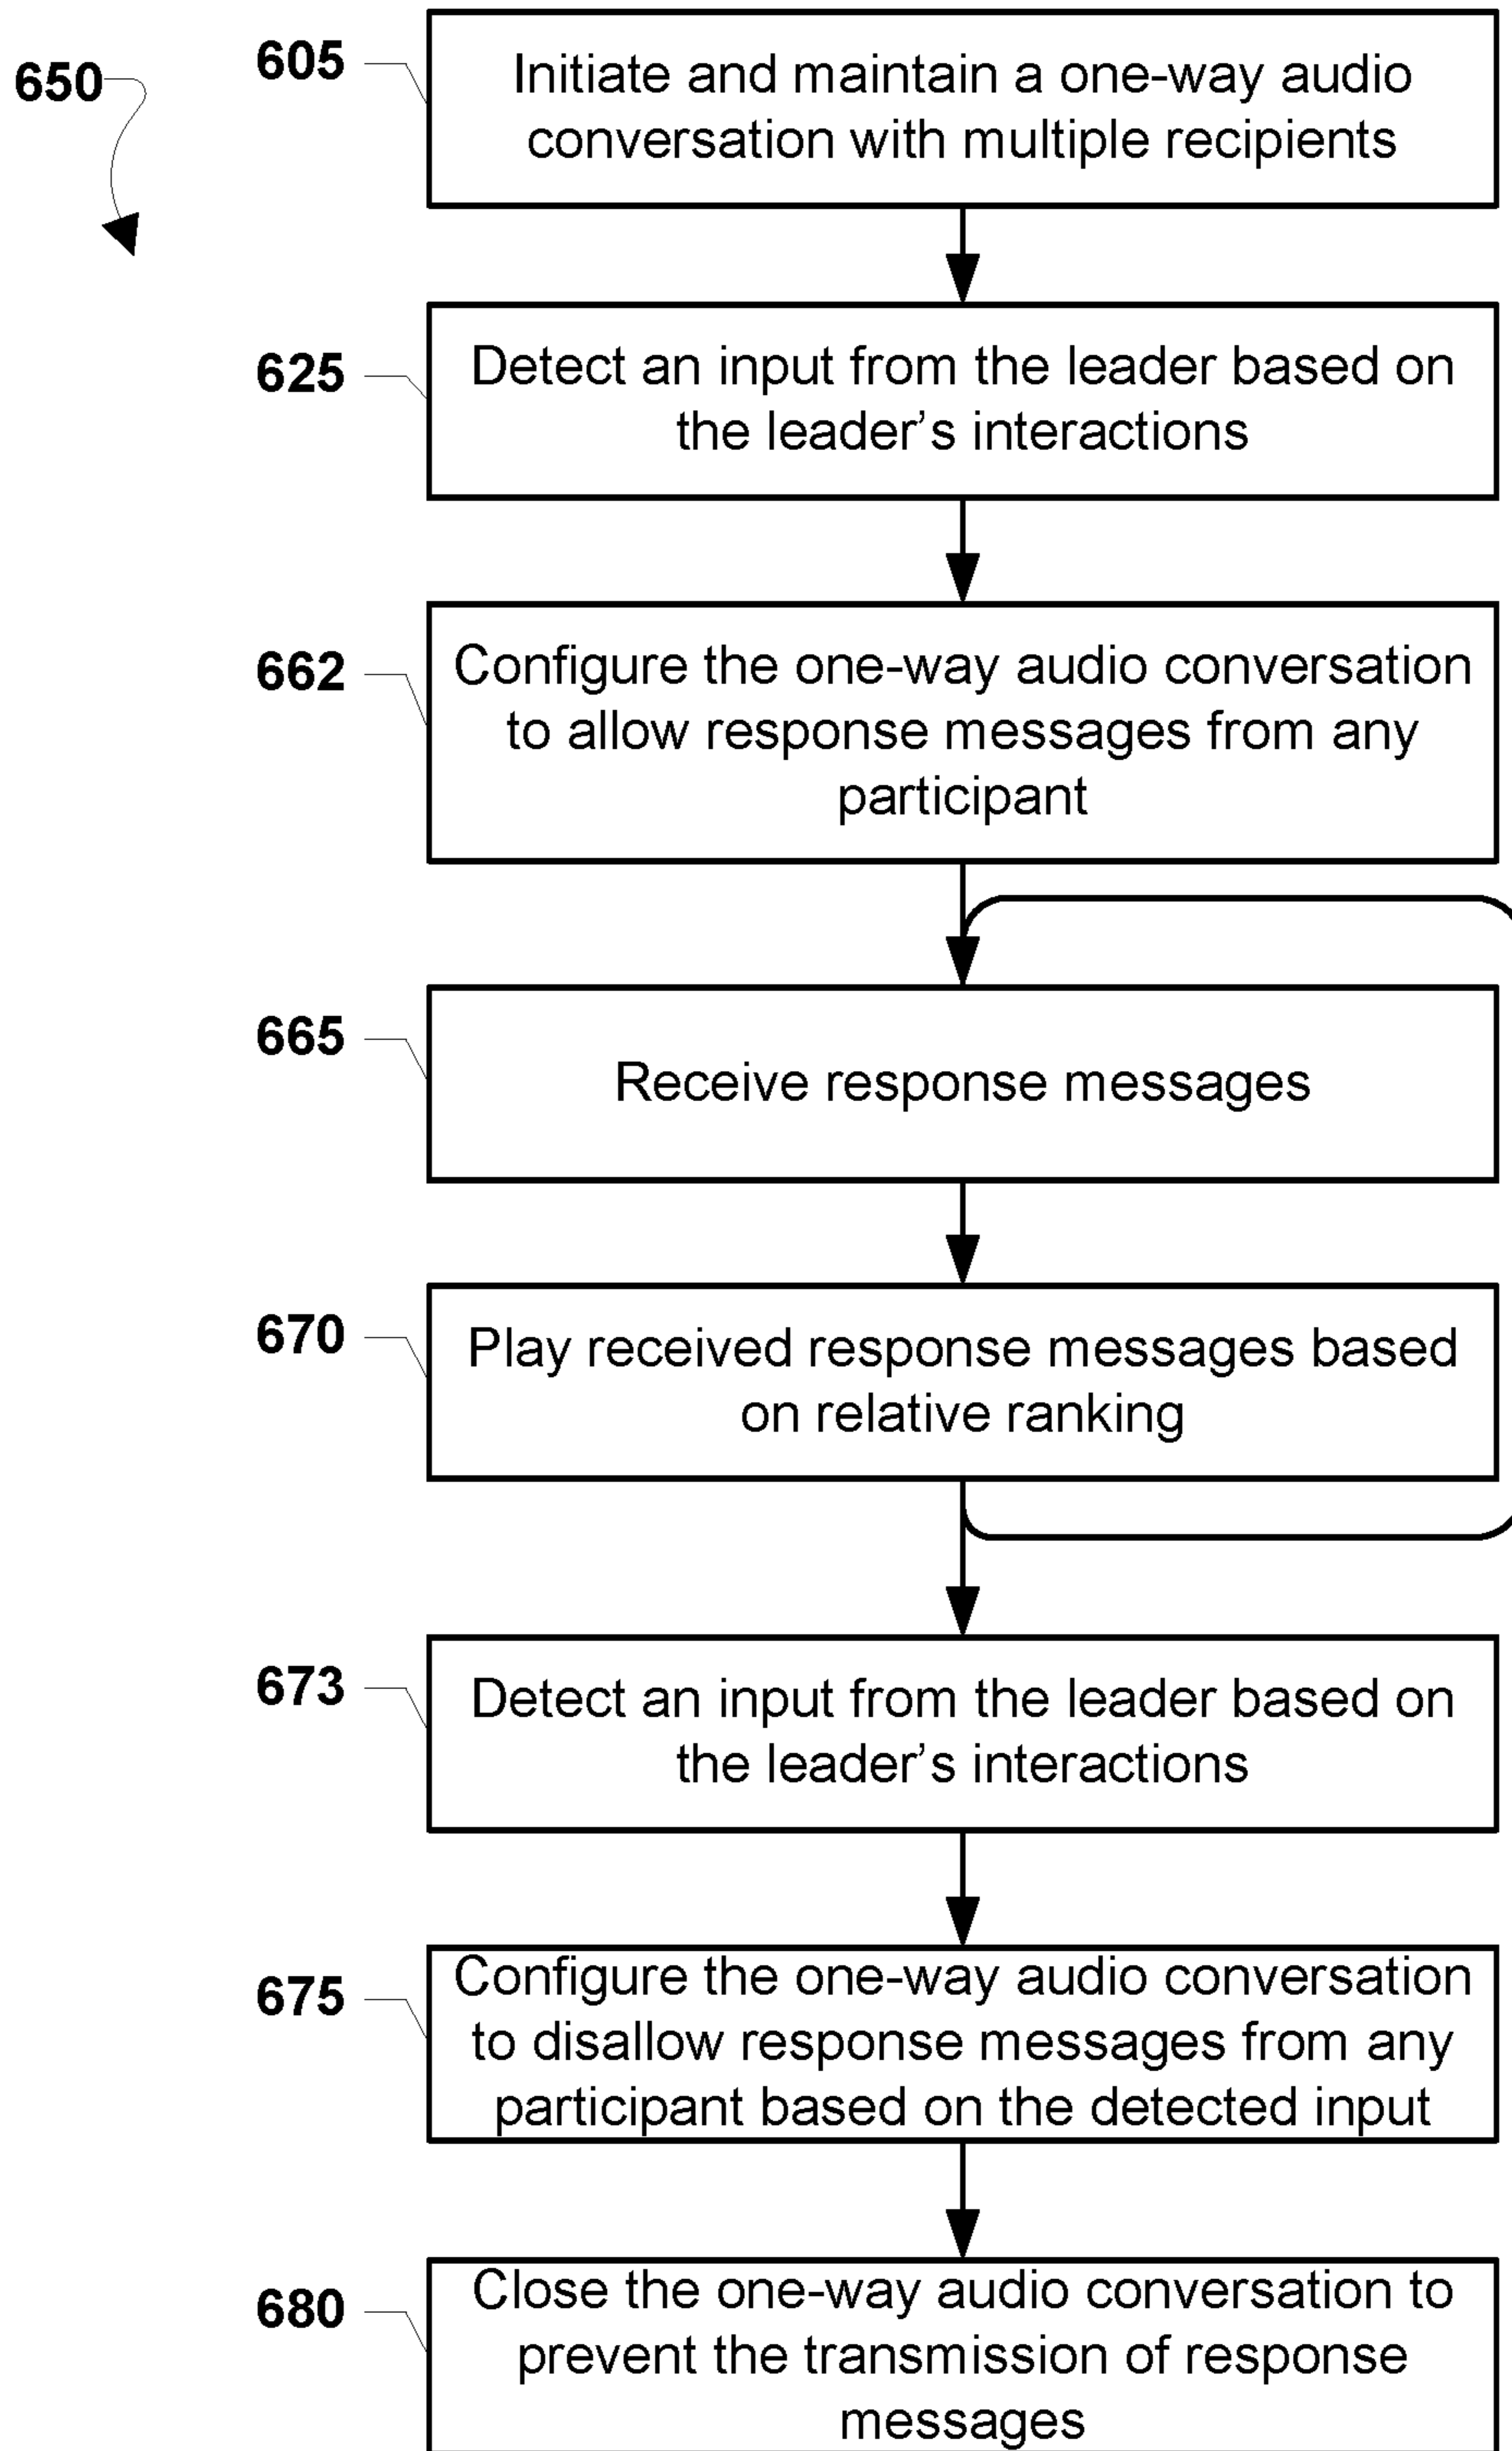 650
605
Initiate and maintain a one-way audio
conversation with multiple recipients
625
Detect an input from the leader based on
the leader's interactions
662
Configure the one-way audio conversation
to allow response messages from any
participant
665
Receive response messages
670
Play received response messages based
on relative ranking
673
Detect an input from the leader based on
the leader's interactions
675
Configure the one-way audio conversation
to disallow response messages from any
participant based on the detected input
680
Close the one-way audio conversation to
prevent the transmission of response
messages